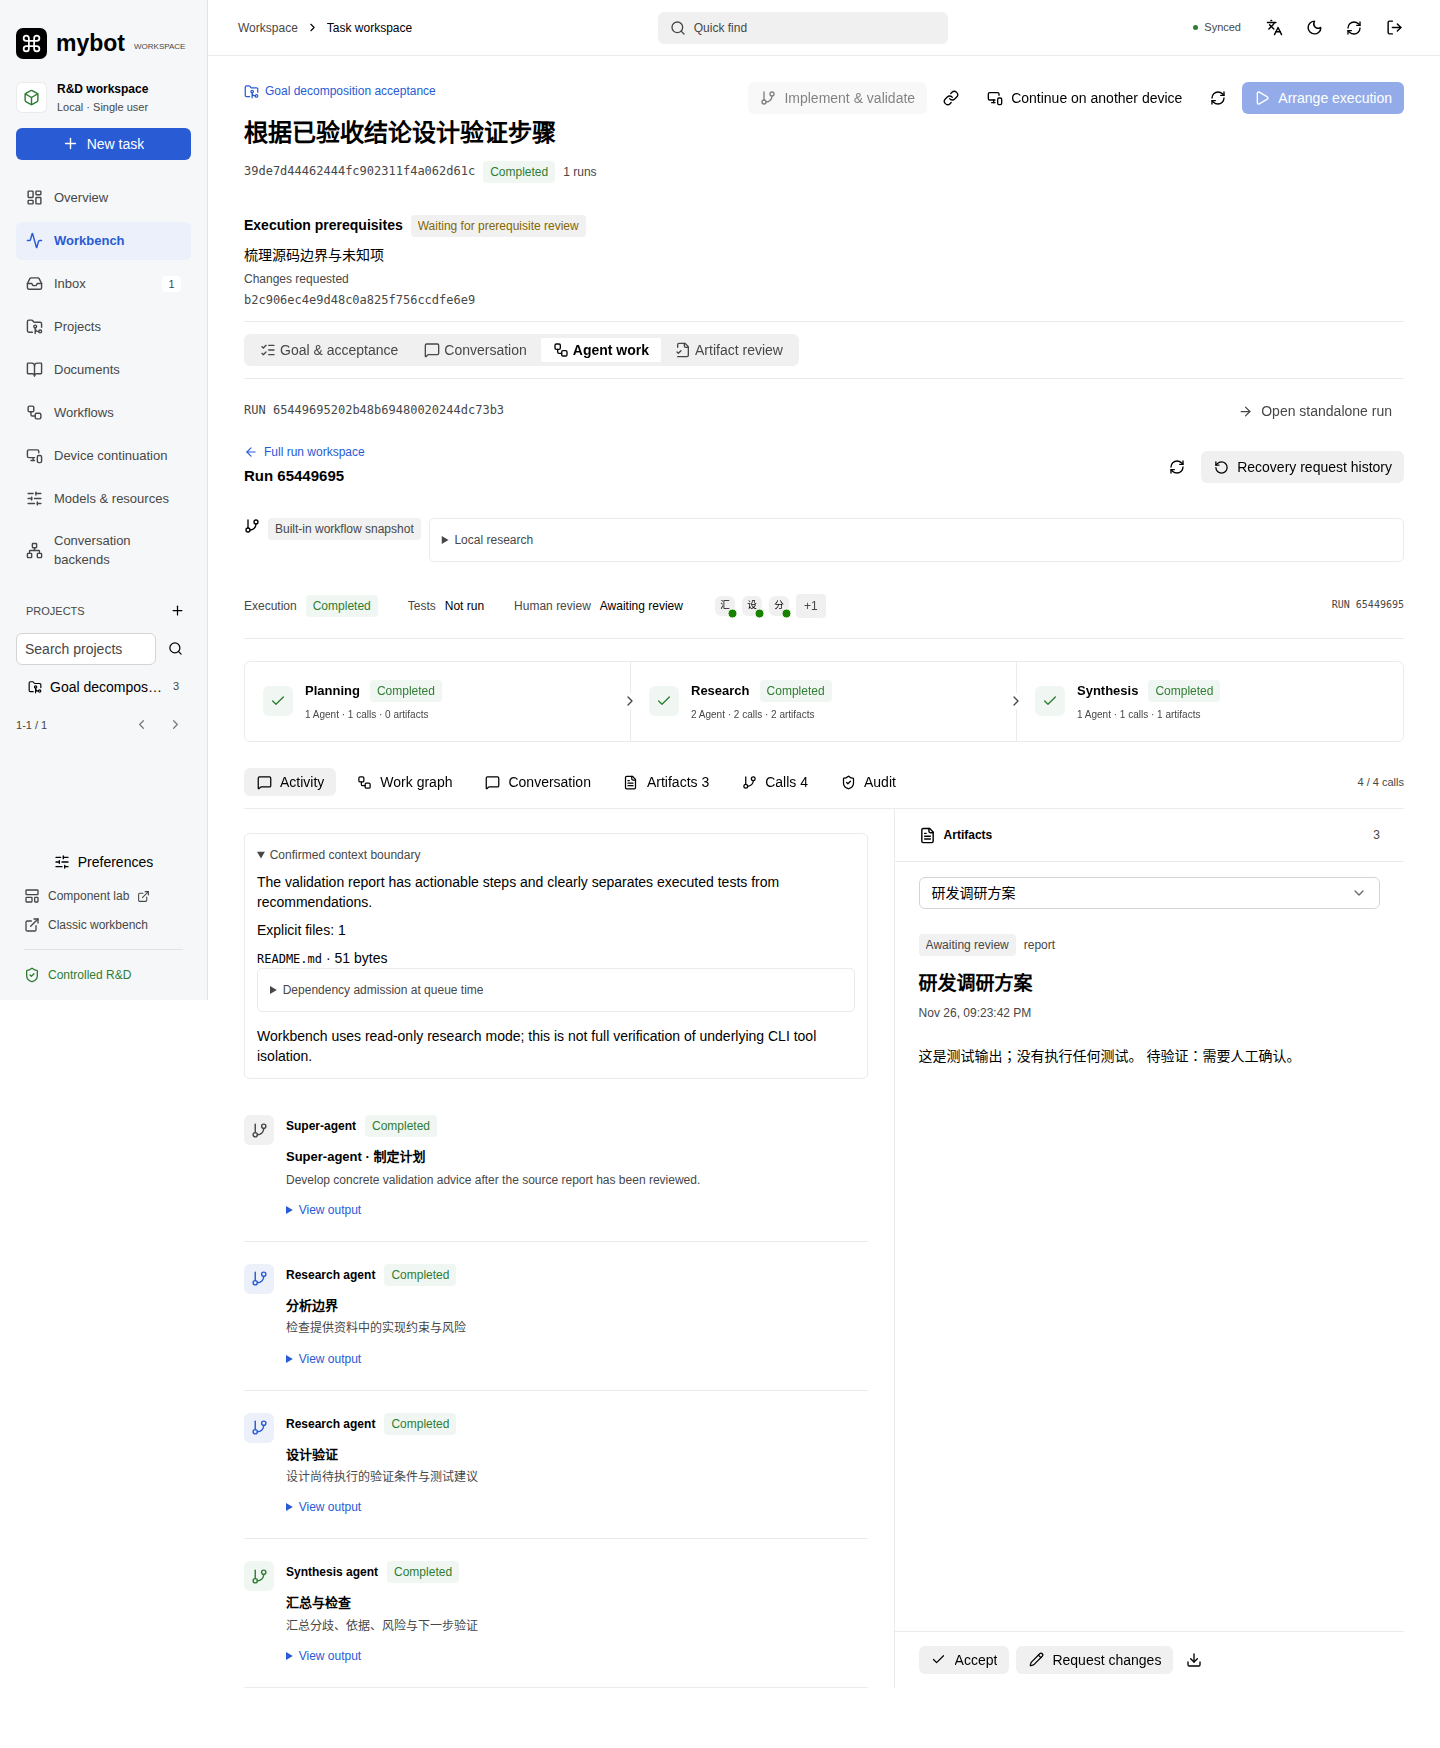 mybot WORKSPACE
R&D workspace
Local · Single user
New task
Overview
Workbench
Inbox 1
Projects
Documents
Workflows
Device continuation
Models & resources
Conversation
backends
PROJECTS
Search projects
Goal decompos… 3
1-1 / 1
Preferences
Component lab
Classic workbench
Controlled R&D
Workspace Task workspace
Quick find
Synced
Goal decomposition acceptance
Implement & validate
Continue on another device
Arrange execution
根据已验收结论设计验证步骤
39de7d44462444fc902311f4a062d61c Completed 1 runs
Execution prerequisites Waiting for prerequisite review
梳理源码边界与未知项
Changes requested
b2c906ec4e9d48c0a825f756ccdfe6e9
Goal & acceptance Conversation Agent work Artifact review
RUN 65449695202b48b69480020244dc73b3
Open standalone run
Full run workspace
Run 65449695
Recovery request history
Built-in workflow snapshot
Local research
Execution Completed Tests Not run Human review Awaiting review 汇 设 分 +1
RUN 65449695
Planning Completed
1 Agent · 1 calls · 0 artifacts
Research Completed
2 Agent · 2 calls · 2 artifacts
Synthesis Completed
1 Agent · 1 calls · 1 artifacts
Activity Work graph Conversation Artifacts 3 Calls 4 Audit
4 / 4 calls
Confirmed context boundary
The validation report has actionable steps and clearly separates executed tests from
recommendations.
Explicit files: 1
README.md · 51 bytes
Dependency admission at queue time
Workbench uses read-only research mode; this is not full verification of underlying CLI tool
isolation.
Super-agent Completed
Super-agent · 制定计划
Develop concrete validation advice after the source report has been reviewed.
View output
Research agent Completed
分析边界
检查提供资料中的实现约束与风险
View output
Research agent Completed
设计验证
设计尚待执行的验证条件与测试建议
View output
Synthesis agent Completed
汇总与检查
汇总分歧、依据、风险与下一步验证
View output
Artifacts 3
研发调研方案
Awaiting review report
研发调研方案
Nov 26, 09:23:42 PM
这是测试输出；没有执行任何测试。 待验证：需要人工确认。
Accept Request changes